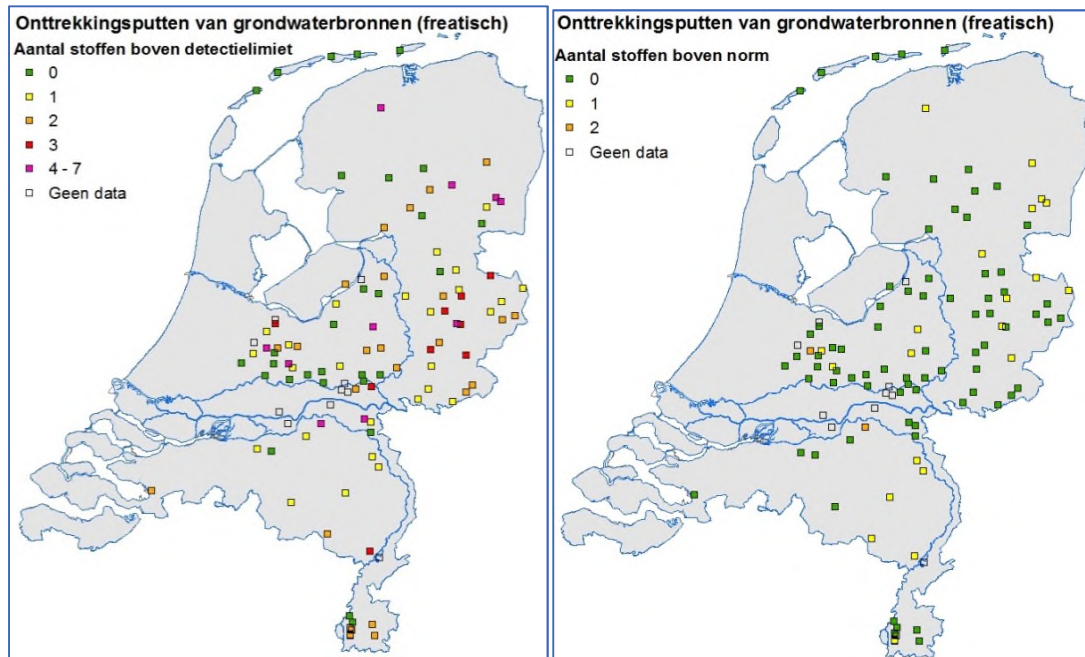 Onttrekkingsputten van grondwaterbronnen (freatisch)
Aantal stoffen boven detectielimiet
0
1
2
3
4 - 7
Geen data
Onttrekkingsputten van grondwaterbronnen (freatisch)
Aantal stoffen boven norm
0
1
2
Geen data